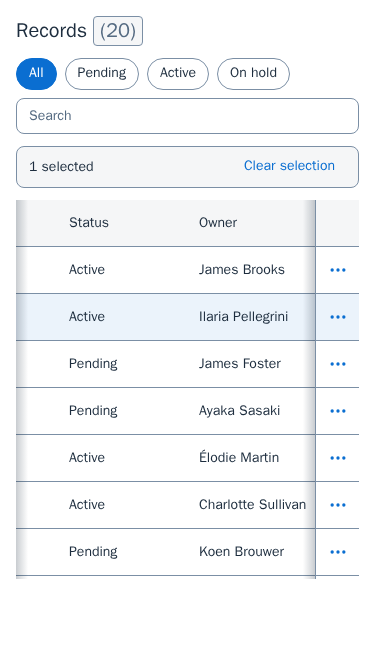 Records (20)
All Pending Active On hold
Search
1 selected Clear selection
Status Owner
Active James Brooks
Active Ilaria Pellegrini
Pending James Foster
Pending Ayaka Sasaki
Active Élodie Martin
Active Charlotte Sullivan
Pending Koen Brouwer